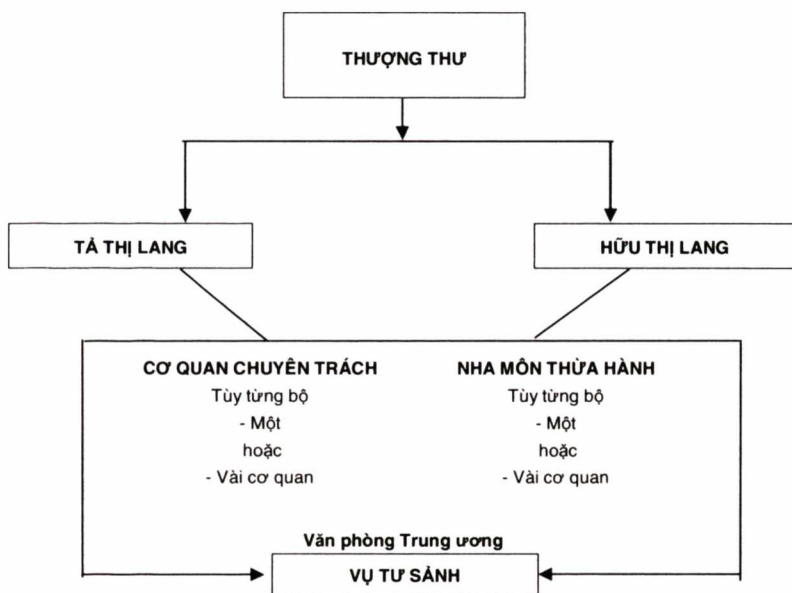 THƯỢNG THƯ
TẢ THỊ LANG
HỮU THỊ LANG
CƠ QUAN CHUYÊN TRÁCH
Tùy từng bộ
- Một
hoặc
- Vài cơ quan
NHA MÔN THỪA HÀNH
Tùy từng bộ
- Một
hoặc
- Vài cơ quan
Văn phòng Trung ương
VỤ TƯ SẢNH